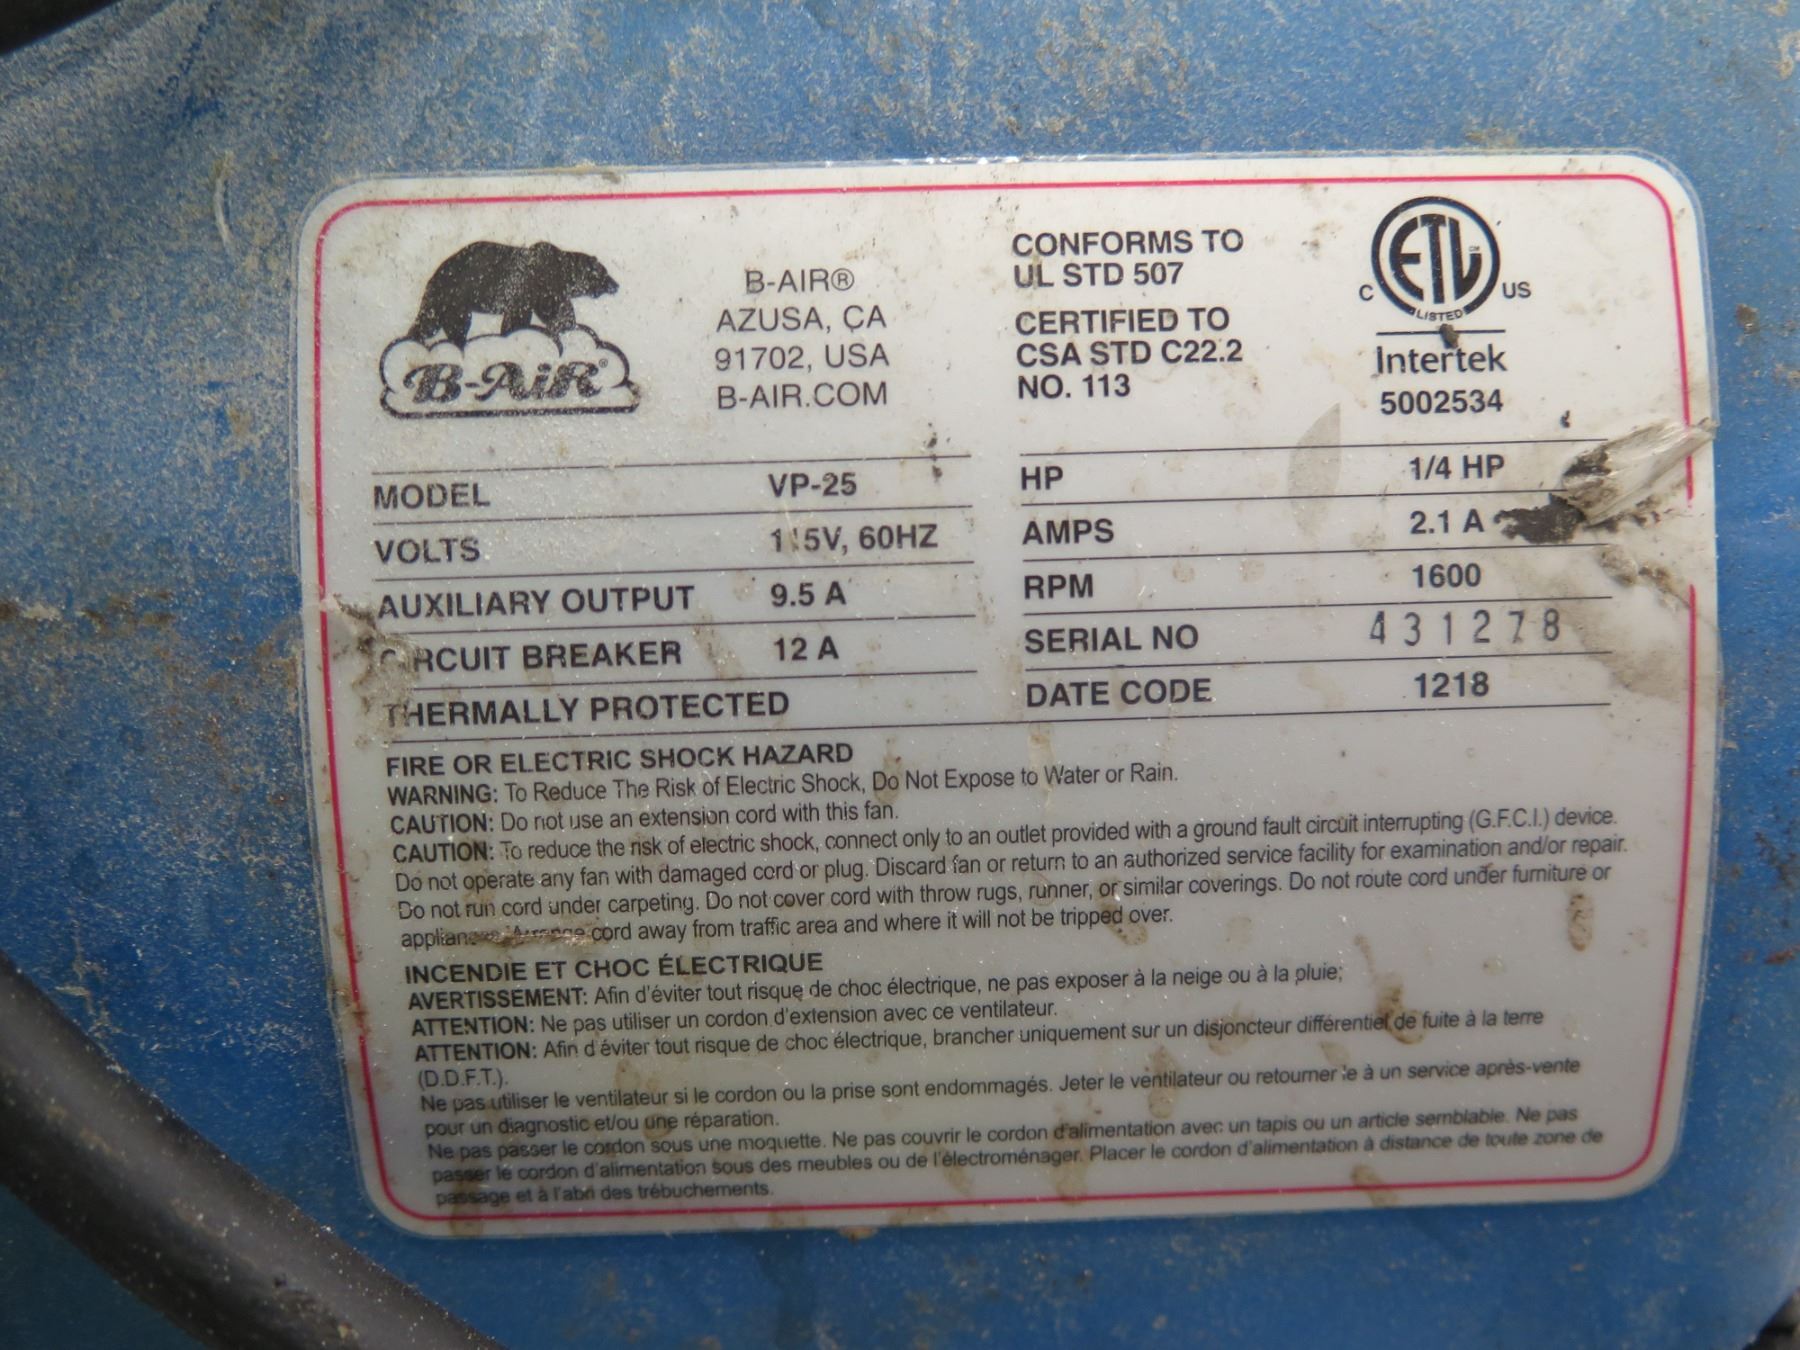 B-AiR®
B-AIR®
AZUSA, CA
91702, USA
B-AIR.COM
CONFORMS TO
UL STD 507
CERTIFIED TO
CSA STD C22.2
NO. 113
ETL
CM
C
US
LISTED
Intertek
5002534
MODEL VP-25
VOLTS 115V, 60HZ
AUXILIARY OUTPUT 9.5 A
CIRCUIT BREAKER 12 A
THERMALLY PROTECTED
HP 1/4 HP
AMPS 2.1 A
RPM 1600
SERIAL NO 431278
DATE CODE 1218
FIRE OR ELECTRIC SHOCK HAZARD
WARNING: To Reduce The Risk of Electric Shock, Do Not Expose to Water or Rain.
CAUTION: Do not use an extension cord with this fan.
CAUTION: To reduce the risk of electric shock, connect only to an outlet provided with a ground fault circuit interrupting (G.F.C.I.) device.
Do not operate any fan with damaged cord or plug. Discard fan or return to an authorized service facility for examination and/or repair.
Do not run cord under carpeting. Do not cover cord with throw rugs, runner, or similar coverings. Do not route cord under furniture or
appliances. Arrange cord away from traffic area and where it will not be tripped over.
INCENDIE ET CHOC ÉLECTRIQUE
AVERTISSEMENT: Afin d'éviter tout risque de choc électrique, ne pas exposer à la neige ou à la pluie;
ATTENTION: Ne pas utiliser un cordon d'extension avec ce ventilateur.
ATTENTION: Afin d'éviter tout risque de choc électrique, brancher uniquement sur un disjoncteur différentiel de fuite à la terre
(D.D.F.T.).
Ne pas utiliser le ventilateur si le cordon ou la prise sont endommagés. Jeter le ventilateur ou retourner le à un service après-vente
pour un diagnostic et/ou une réparation.
Ne pas passer le cordon sous une moquette. Ne pas couvrir le cordon d'alimentation avec un tapis ou un article semblable. Ne pas
passer le cordon d'alimentation sous des meubles ou de l'électroménager. Placer le cordon d'alimentation à distance de toute zone de
passage et à l'abri des trébuchements.